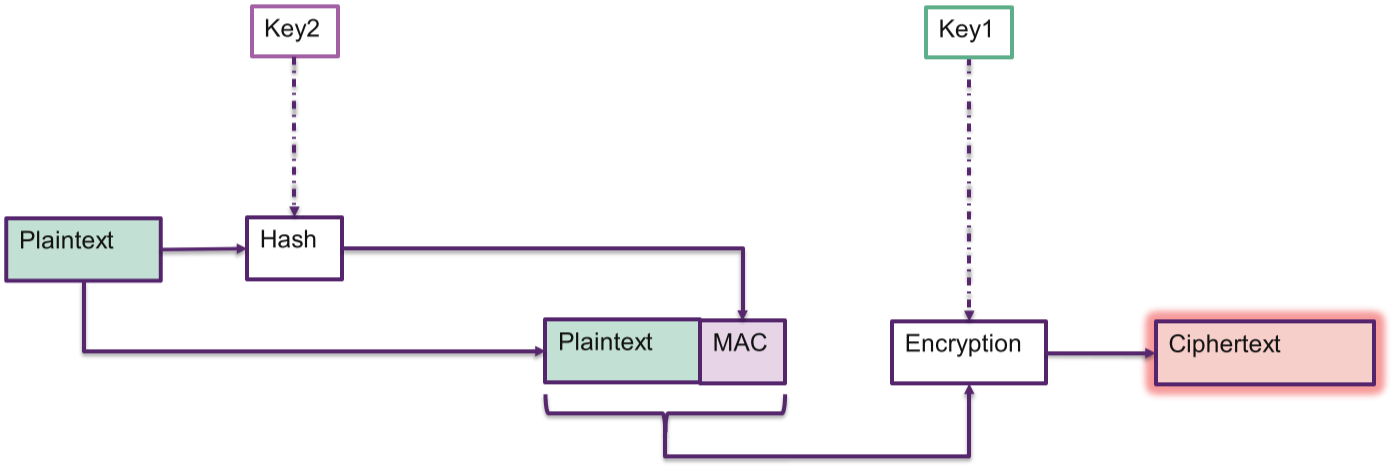 Key2
Key1
Plaintext
Hash
Plaintext
MAC
Encryption
Ciphertext